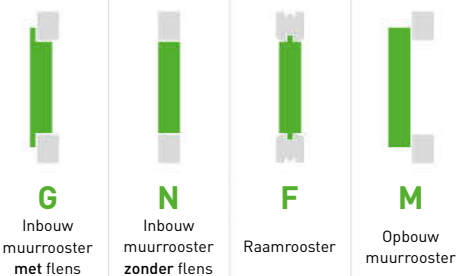 G
Inbouw
muurrooster
met flens
N
Inbouw
muurrooster
zonder flens
F
Raamrooster
M
Opbouw
muurrooster